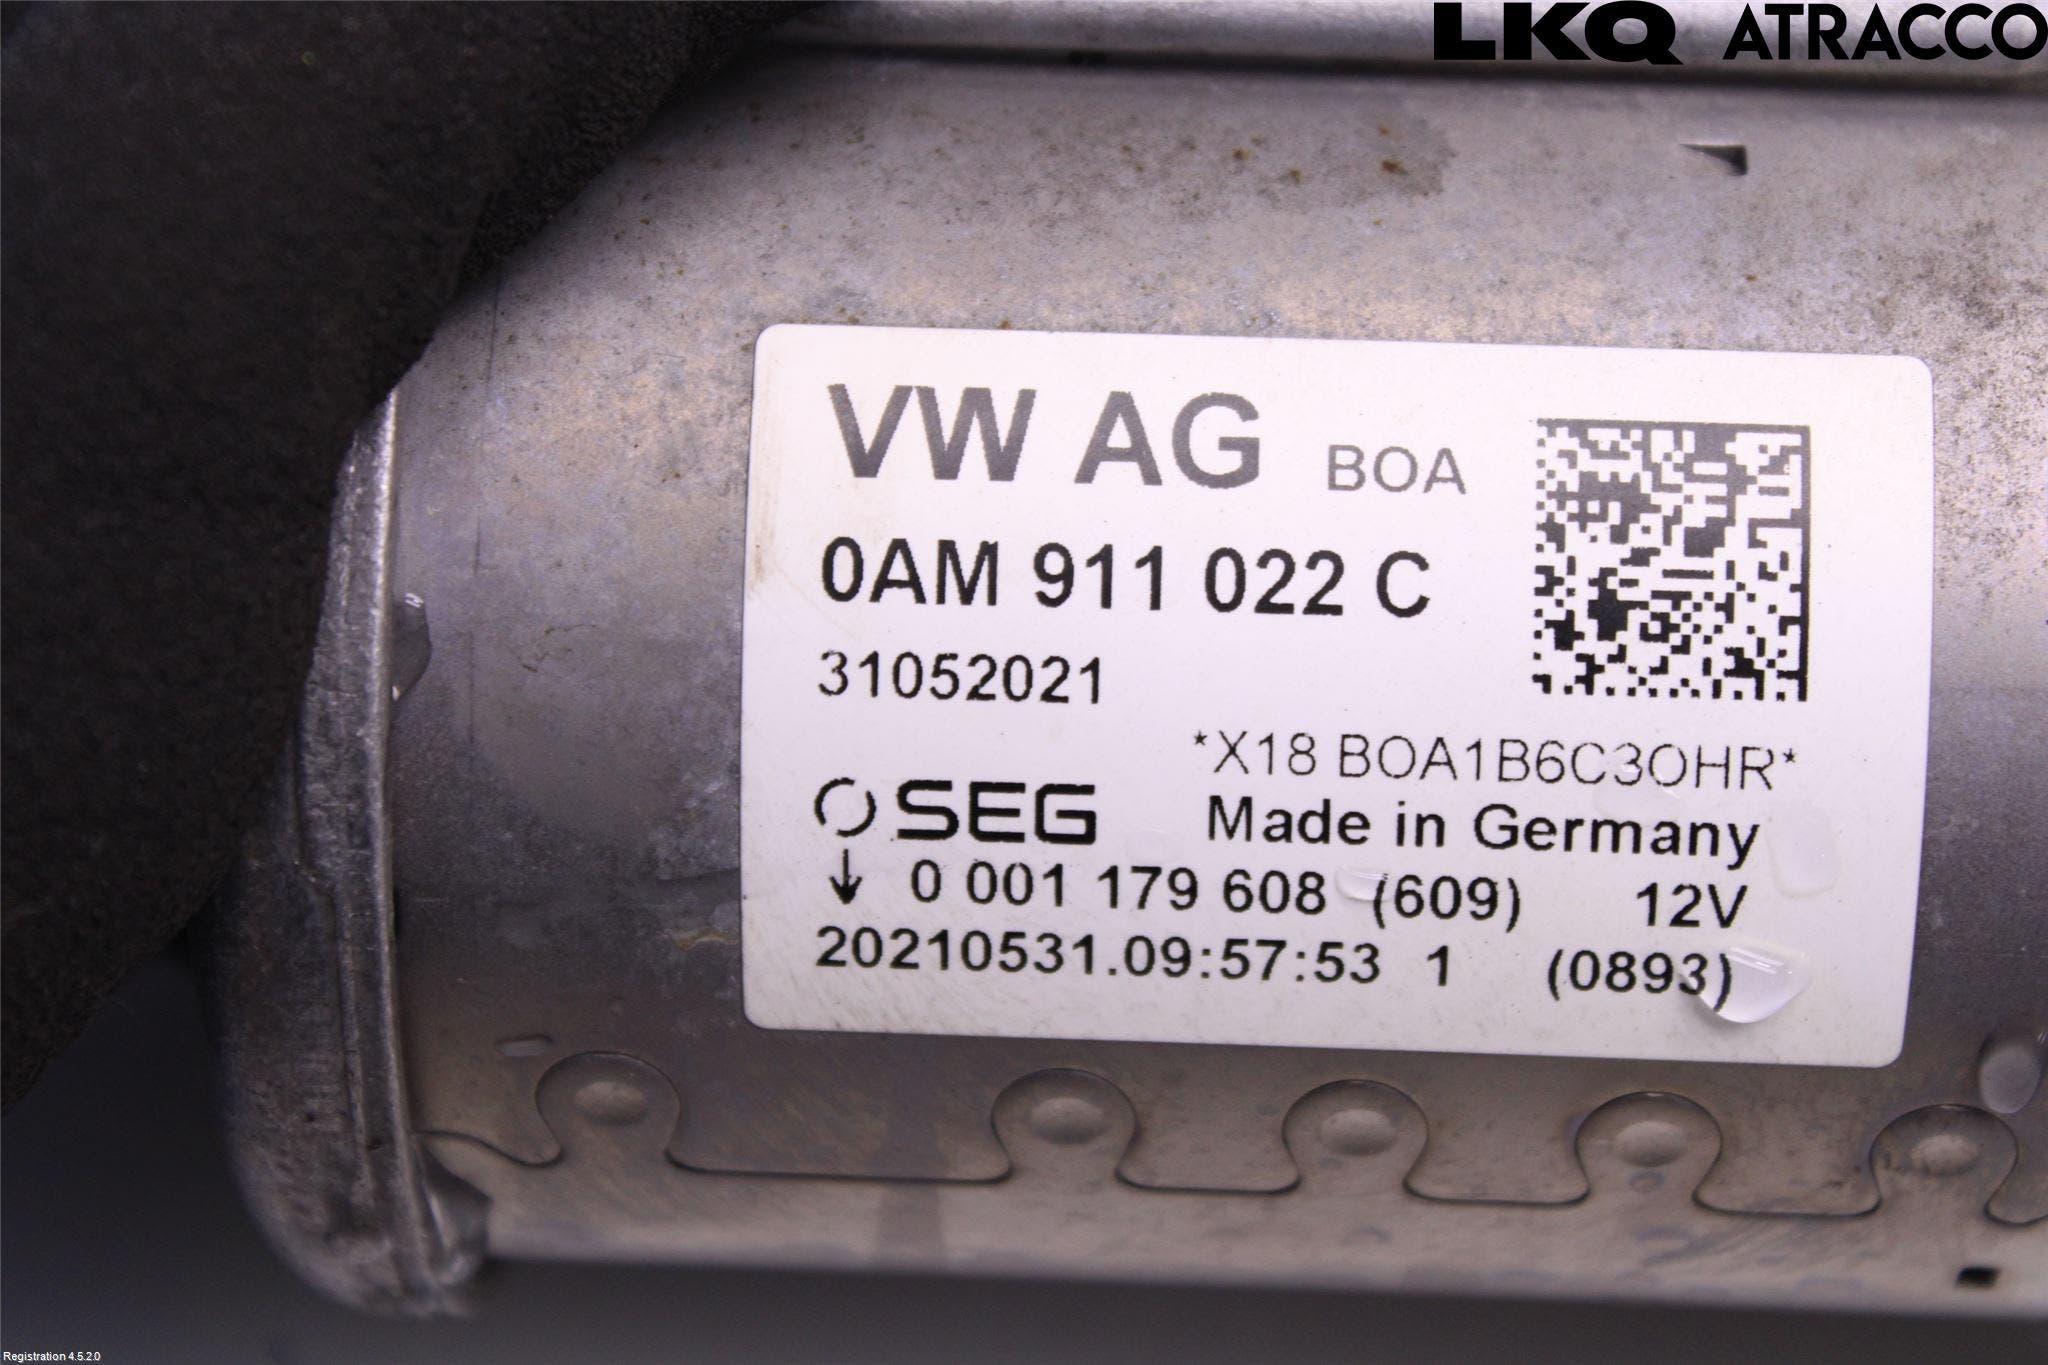 LKQ ATRACCO
VW AG BOA
0AM 911 022 C
31052021
*X18 BOA1B6C3OHR*
SEG Made in Germany
↓ 0 001 179 608 (609) 12V
20210531.09:57:53 1 (0893)
Registration 4.5.2.0